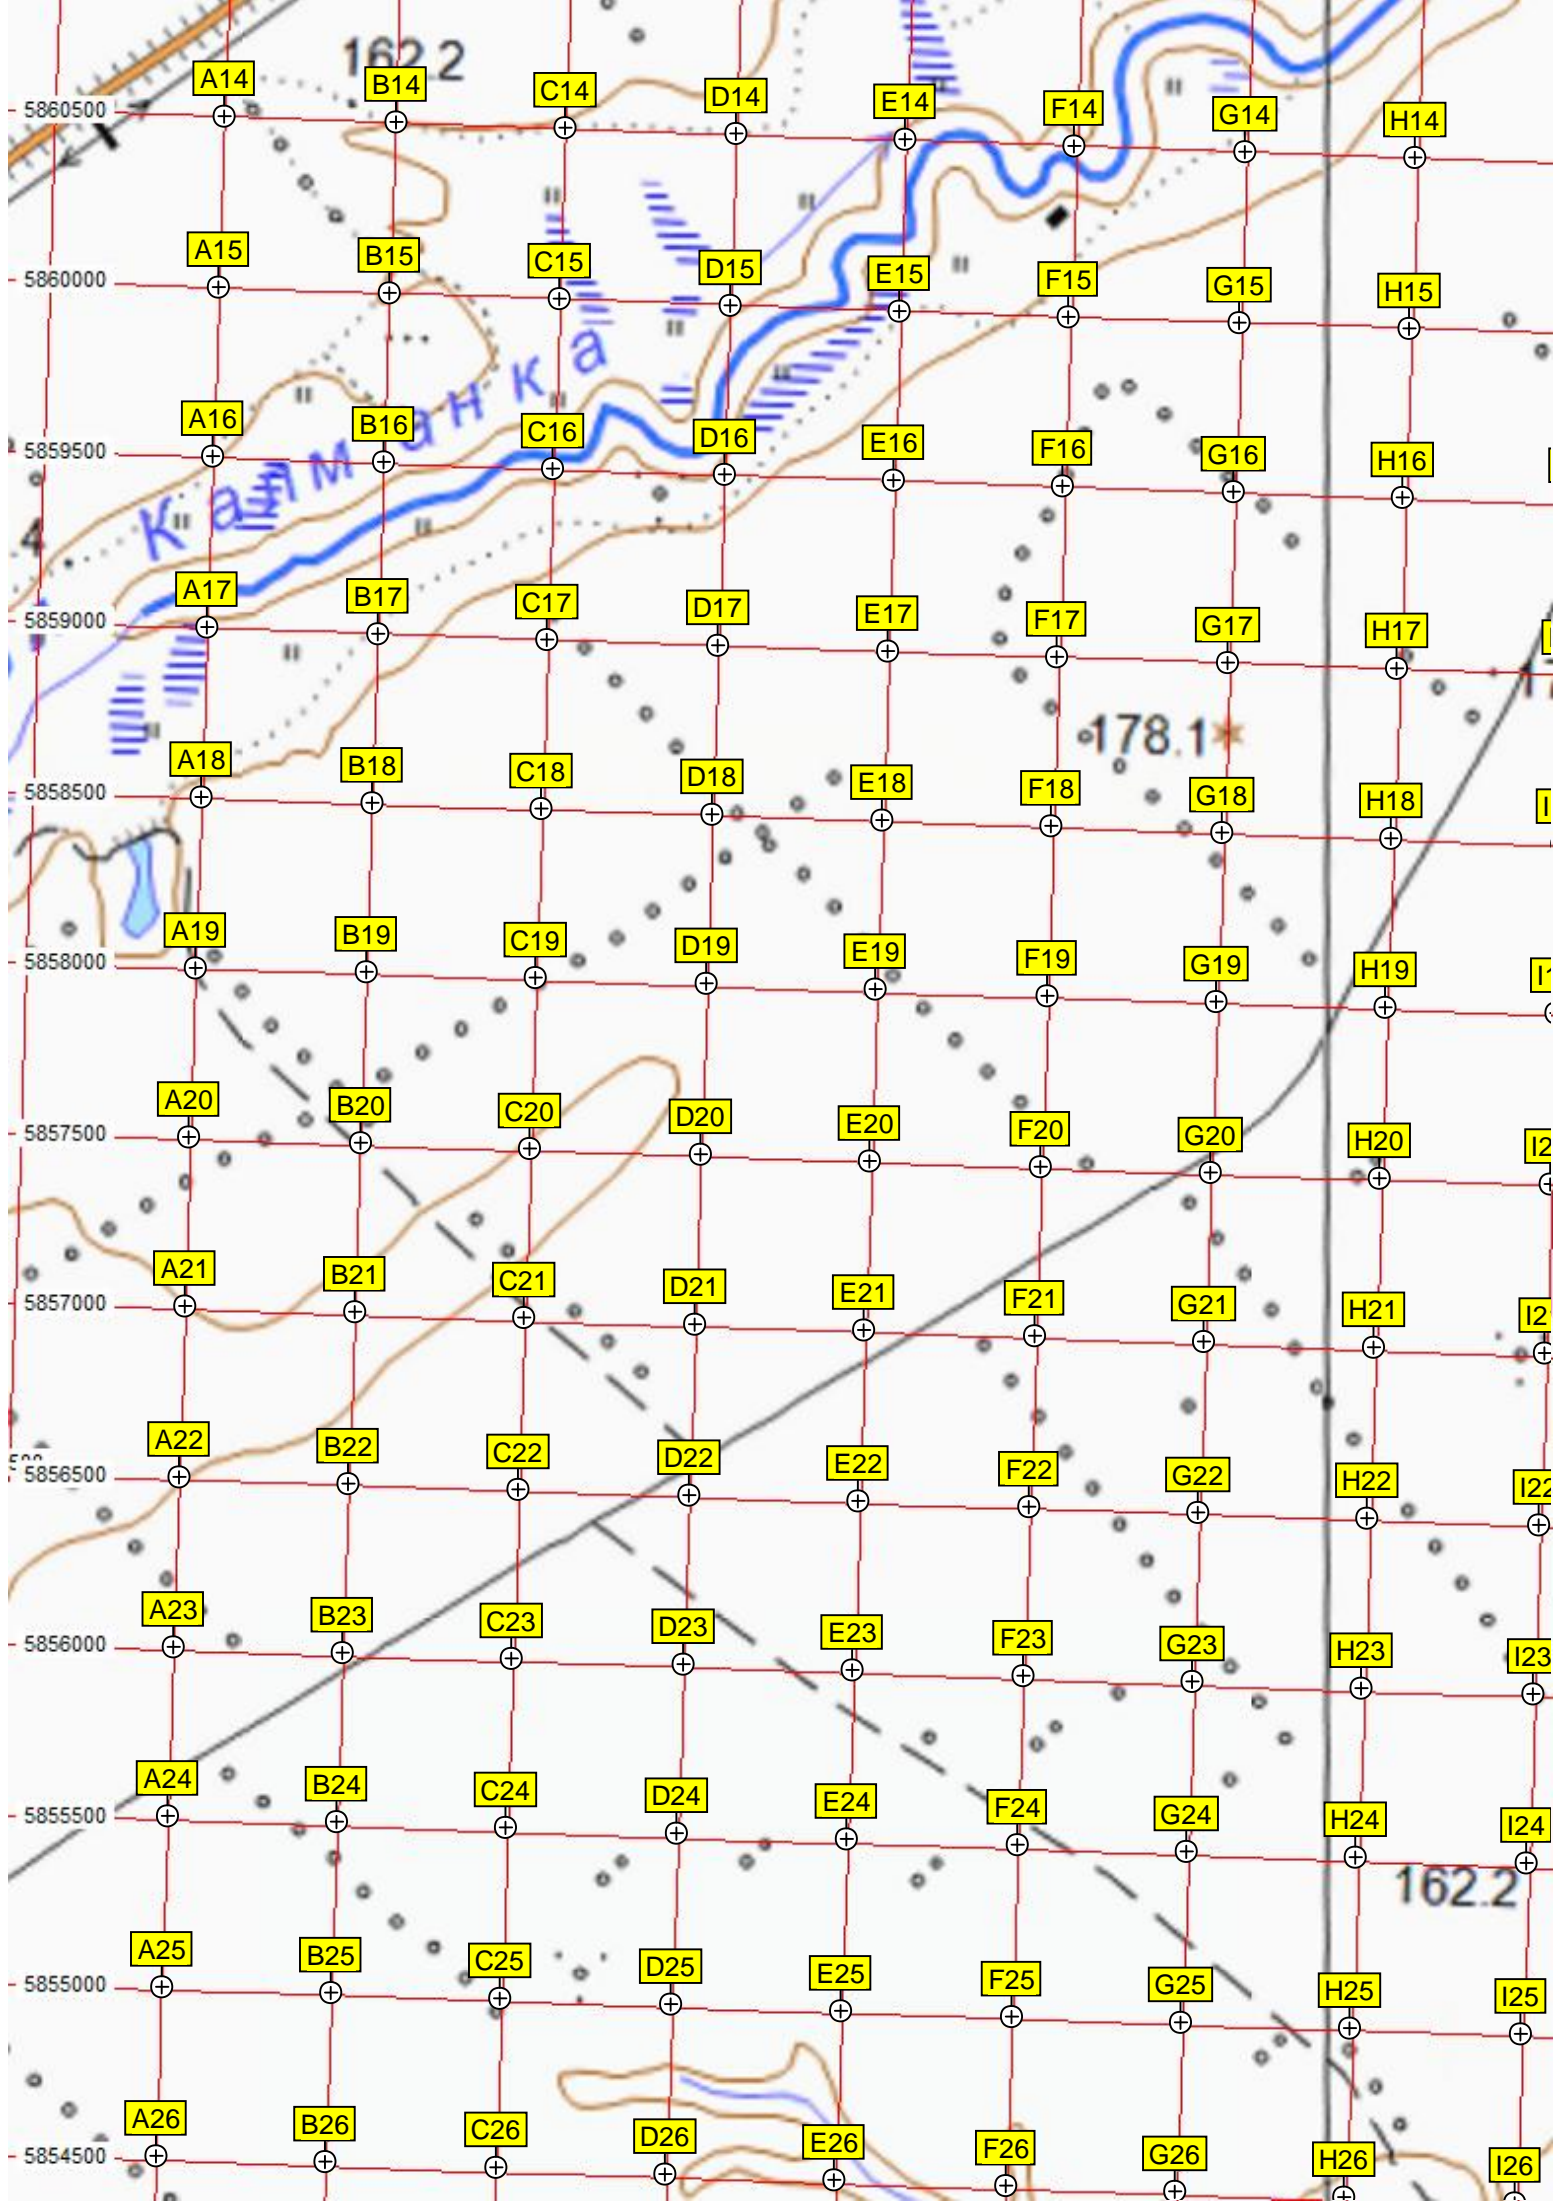 162.2
A14 B14 C14 D14 E14 F14 G14 H14
5860500
A15 B15 C15 D15 E15 F15 G15 H15
5860000
Калманка
A16 B16 C16 D16 E16 F16 G16 H16
5859500
4
A17 B17 C17 D17 E17 F17 G17 H17
5859000
178.1
A18 B18 C18 D18 E18 F18 G18 H18
5858500
A19 B19 C19 D19 E19 F19 G19 H19
5858000
A20 B20 C20 D20 E20 F20 G20 H20
5857500
A21 B21 C21 D21 E21 F21 G21 H21
5857000
A22 B22 C22 D22 E22 F22 G22 H22 I22
5856500
A23 B23 C23 D23 E23 F23 G23 H23 I23
5856000
A24 B24 C24 D24 E24 F24 G24 H24 I24
5855500
162.2
A25 B25 C25 D25 E25 F25 G25 H25 I25
5855000
A26 B26 C26 D26 E26 F26 G26 H26 I26
5854500